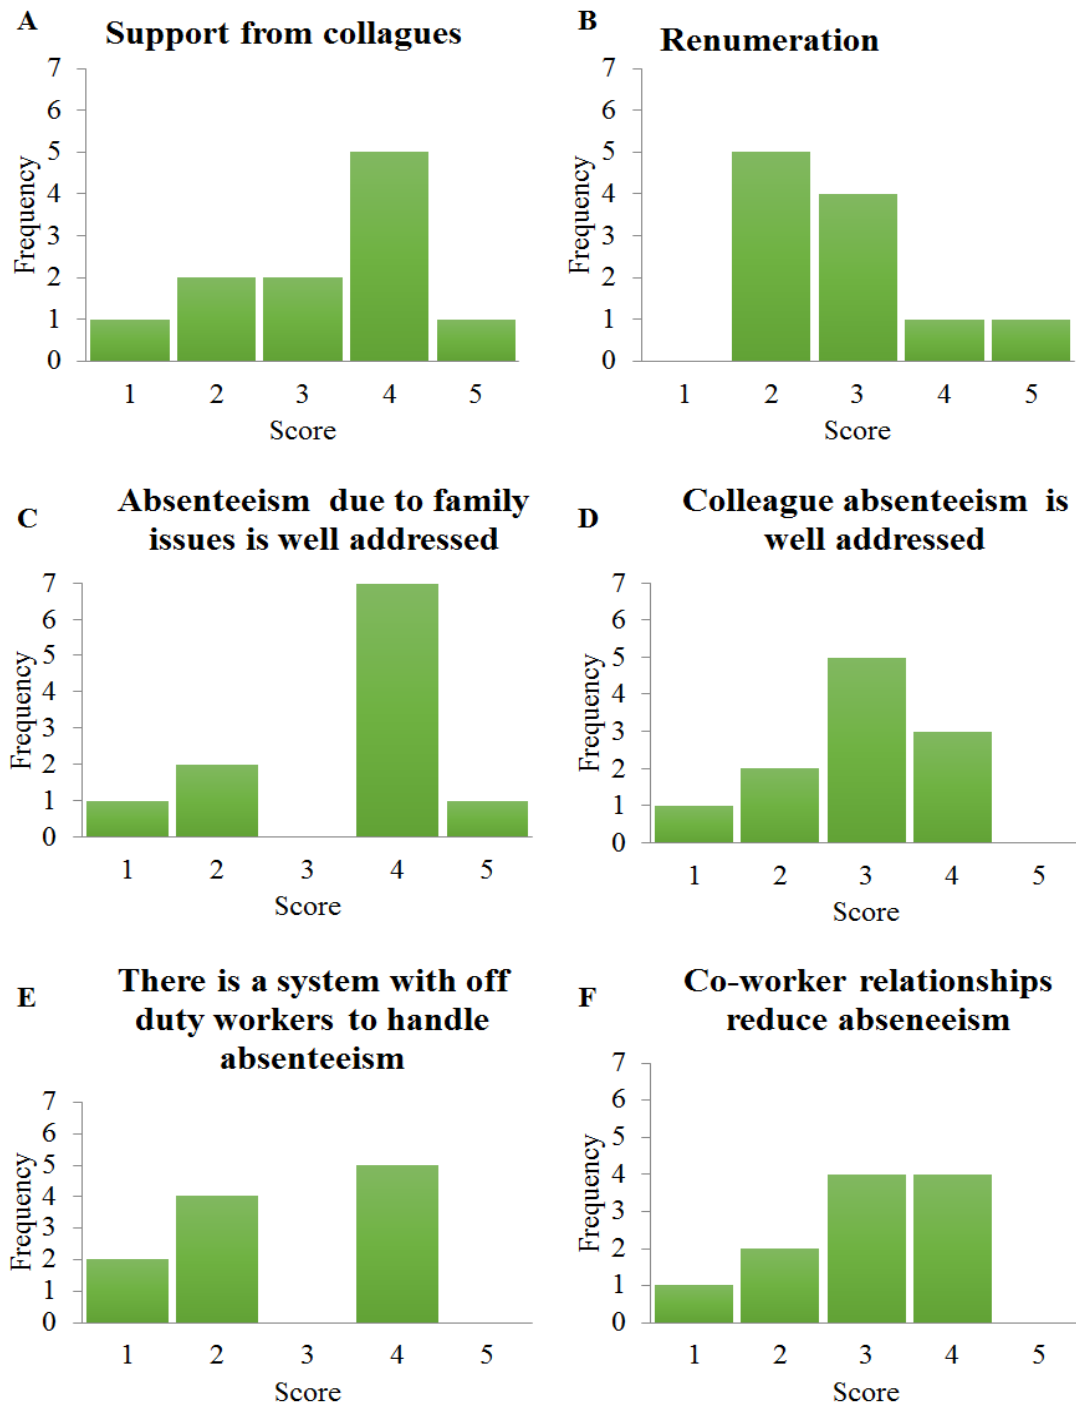 A
Support from collagues
7
6
5
4
3
2
1
0
Frequency
1 2 3 4 5
Score
B
Renumeration
7
6
5
4
3
2
1
0
Frequency
1 2 3 4 5
Score
C
Absenteeism due to family
issues is well addressed
7
6
5
4
3
2
1
0
Frequency
1 2 3 4 5
Score
D
Colleague absenteeism is
well addressed
7
6
5
4
3
2
1
0
Frequency
1 2 3 4 5
Score
E
There is a system with off
duty workers to handle
absenteeism
7
6
5
4
3
2
1
0
Frequency
1 2 3 4 5
Score
F
Co-worker relationships
reduce abseneeism
7
6
5
4
3
2
1
0
Frequency
1 2 3 4 5
Score